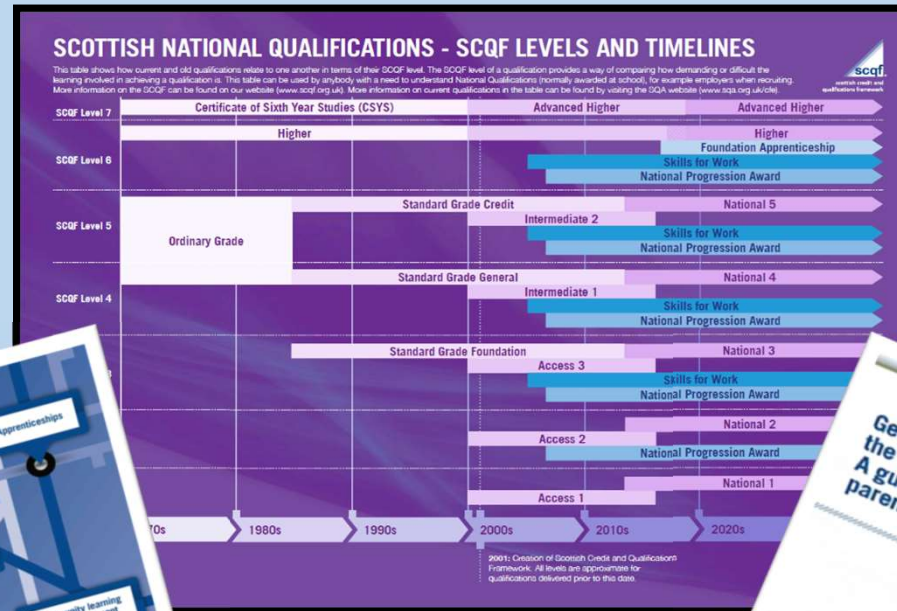 SCOTTISH NATIONAL QUALIFICATIONS - SCQF LEVELS AND TIMELINES
This table shows how current and old qualifications relate to one another in terms of their SCQF level. The SCQF level of a qualification provides a way of comparing how demanding or difficult the
learning involved in achieving a qualification is. This table can be used by anybody with a need to understand National Qualifications (normally awarded at school), for example employers when recruiting.
More information on the SCQF can be found on our website (www.scqf.org.uk). More information on current qualifications in the table can be found by visiting the SQA website (www.sqa.org.uk/cfe).
scqf
scottish credit and
qualifications framework
SCQF Level 7
Certificate of Sixth Year Studies (CSYS)
Advanced Higher
Advanced Higher
SCQF Level 6
Higher
Higher
Foundation Apprenticeship
Skills for Work
National Progression Award
SCQF Level 5
Ordinary Grade
Standard Grade Credit
National 5
Intermediate 2
Skills for Work
National Progression Award
SCQF Level 4
Standard Grade General
National 4
Intermediate 1
Skills for Work
National Progression Award
Standard Grade Foundation
National 3
Access 3
Skills for Work
National Progression Award
National 2
Access 2
National Progression Award
National 1
Access 1
70s
1980s
1990s
2000s
2010s
2020s
2001: Creation of Scottish Credit and Qualifications
Framework. All levels are approximate for
qualifications delivered prior to this date.
Apprenticeships
learning
the
A